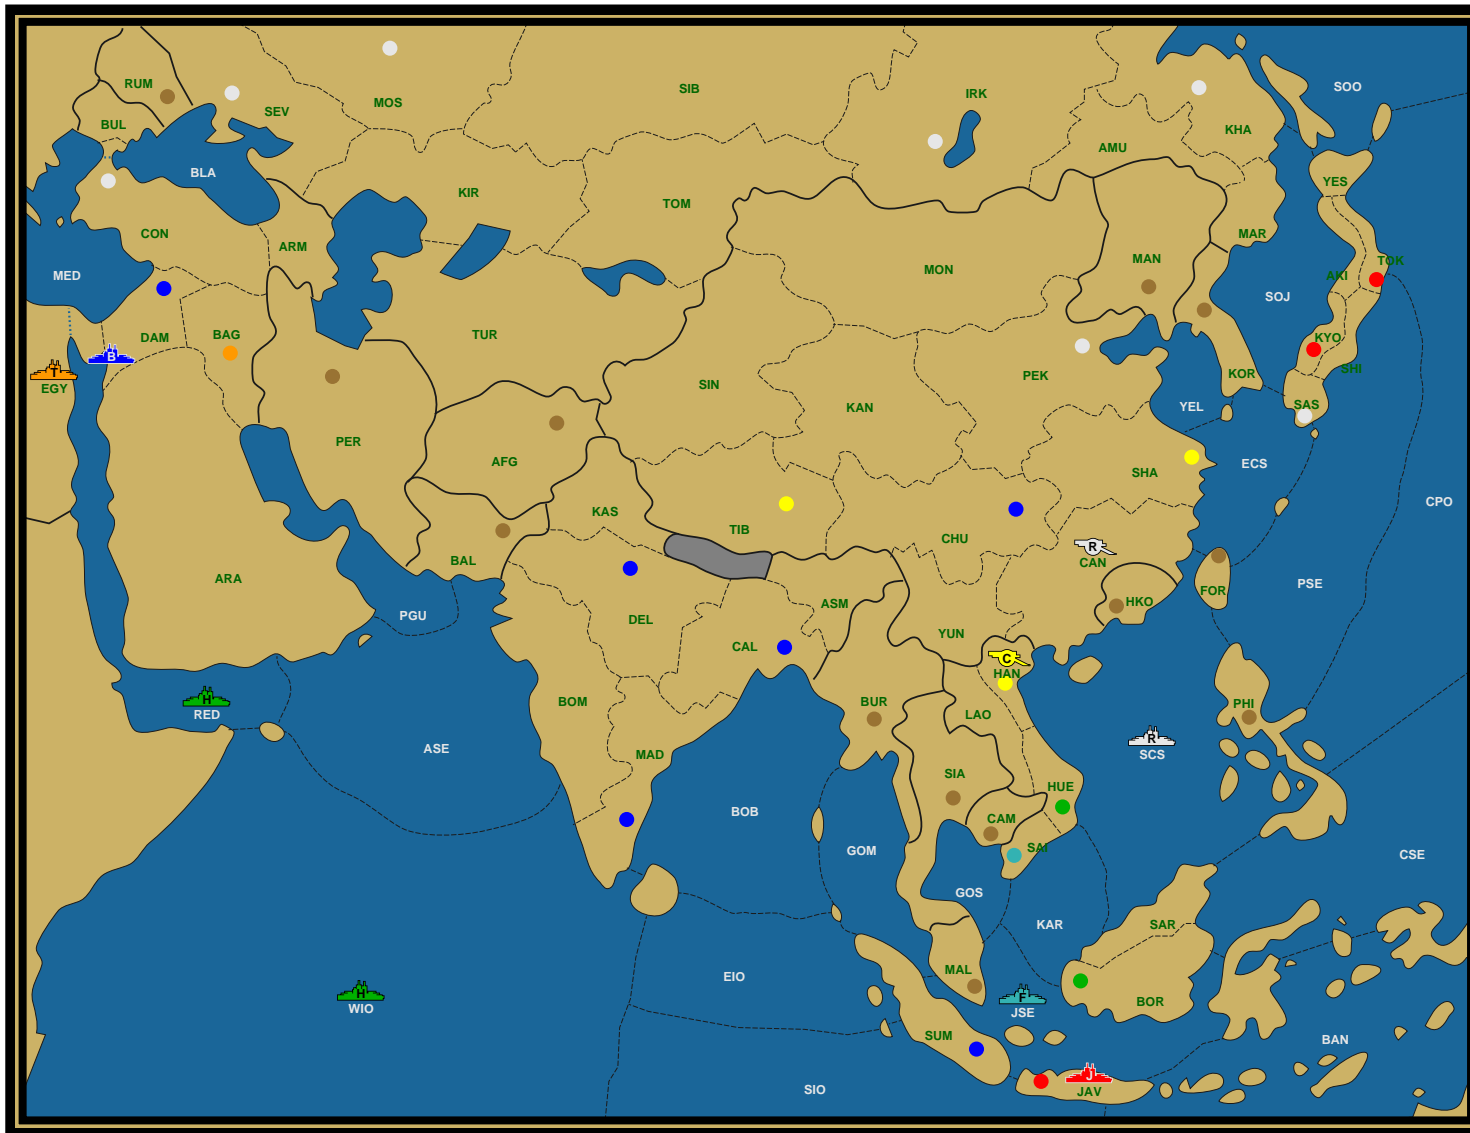 SOO
RUM
MOS
SIB
IRK
SEV
BUL
KHA
AMU
BLA
YES
KIR
TOM
CON
MAR
ARM
MAN
TOK
MED
MON
AKI
SOJ
BAG
DAM
TUR
KYO
B
T
EGY
SHI
KOR
PEK
SIN
SAS
KAN
YEL
PER
AFG
SHA
ECS
CPO
KAS
TIB
CHU
R
CAN
BAL
ARA
PSE
FOR
HKO
ASM
PGU
DEL
YUN
CAL
C
HAN
H
RED
BOM
BUR
PHI
LAO
R
SCS
ASE
MAD
SIA
HUE
BOB
CAM
SAI
GOM
CSE
GOS
KAR
SAR
MAL
EIO
H
WIO
F
JSE
BOR
SUM
BAN
J
JAV
SIO